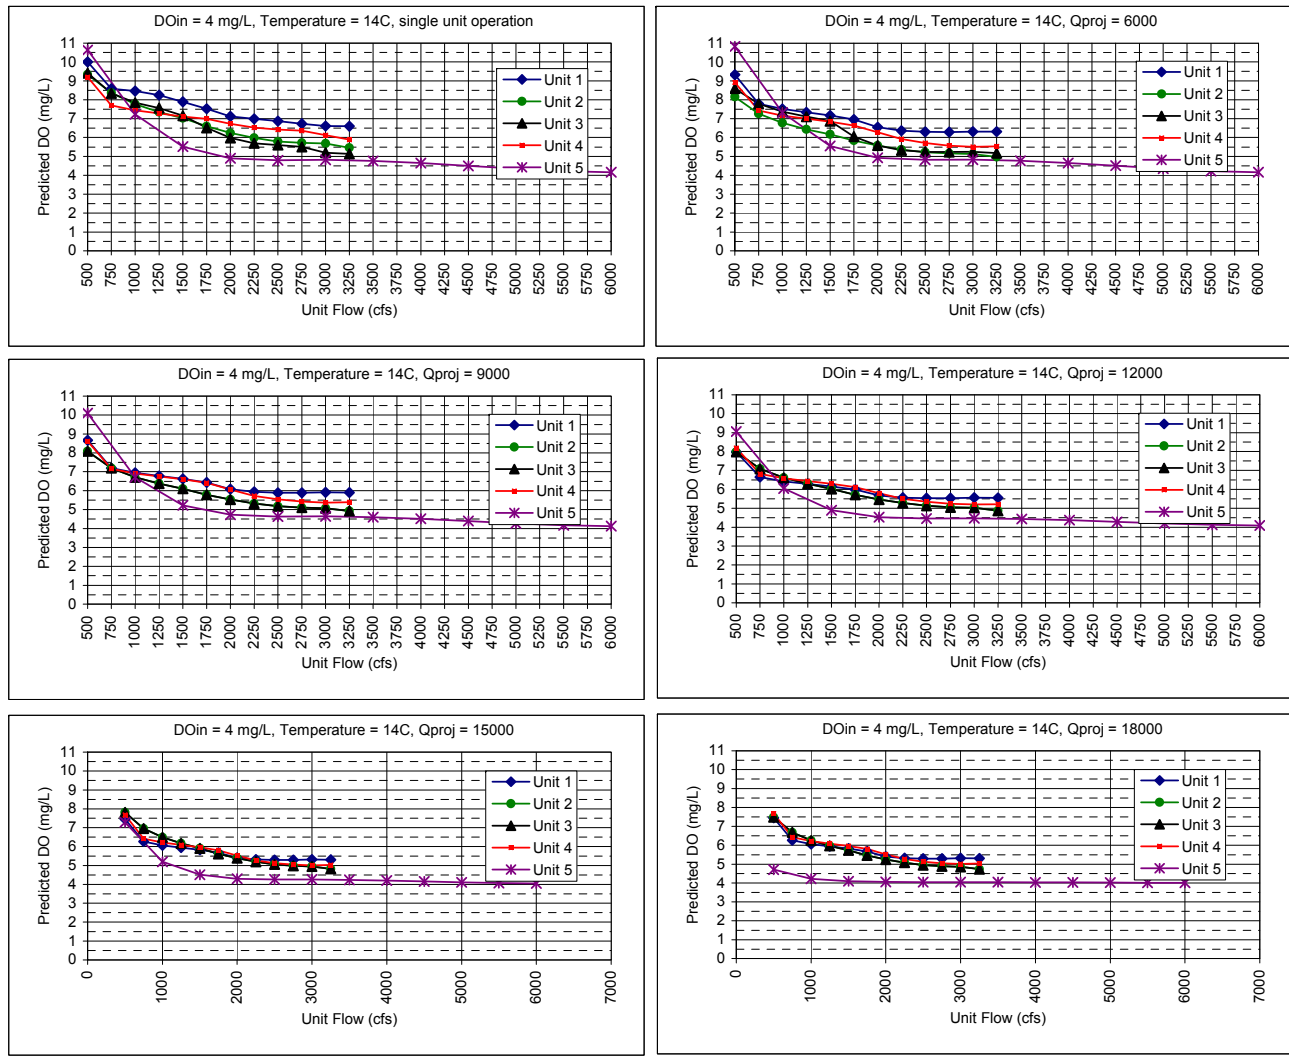 DOin = 4 mg/L, Temperature = 14C, single unit operation
Predicted DO (mg/L)
11
10
9
8
7
6
5
4
3
2
1
0
500 750 1000 1250 1500 1750 2000 2250 2500 2750 3000 3250 3500 3750 4000 4250 4500 4750 5000 5250 5500 5750 6000
Unit Flow (cfs)
Unit 1
Unit 2
Unit 3
Unit 4
Unit 5
DOin = 4 mg/L, Temperature = 14C, Qproj = 6000
Predicted DO (mg/L)
11
10
9
8
7
6
5
4
3
2
1
0
500 750 1000 1250 1500 1750 2000 2250 2500 2750 3000 3250 3500 3750 4000 4250 4500 4750 5000 5250 5500 5750 6000
Unit Flow (cfs)
Unit 1
Unit 2
Unit 3
Unit 4
Unit 5
DOin = 4 mg/L, Temperature = 14C, Qproj = 9000
Predicted DO (mg/L)
11
10
9
8
7
6
5
4
3
2
1
0
500 750 1000 1250 1500 1750 2000 2250 2500 2750 3000 3250 3500 3750 4000 4250 4500 4750 5000 5250 5500 5750 6000
Unit Flow (cfs)
Unit 1
Unit 2
Unit 3
Unit 4
Unit 5
DOin = 4 mg/L, Temperature = 14C, Qproj = 12000
Predicted DO (mg/L)
11
10
9
8
7
6
5
4
3
2
1
0
500 750 1000 1250 1500 1750 2000 2250 2500 2750 3000 3250 3500 3750 4000 4250 4500 4750 5000 5250 5500 5750 6000
Unit Flow (cfs)
Unit 1
Unit 2
Unit 3
Unit 4
Unit 5
DOin = 4 mg/L, Temperature = 14C, Qproj = 15000
Predicted DO (mg/L)
11
10
9
8
7
6
5
4
3
2
1
0
0 1000 2000 3000 4000 5000 6000 7000
Unit Flow (cfs)
Unit 1
Unit 2
Unit 3
Unit 4
Unit 5
DOin = 4 mg/L, Temperature = 14C, Qproj = 18000
Predicted DO (mg/L)
11
10
9
8
7
6
5
4
3
2
1
0
0 1000 2000 3000 4000 5000 6000 7000
Unit Flow (cfs)
Unit 1
Unit 2
Unit 3
Unit 4
Unit 5